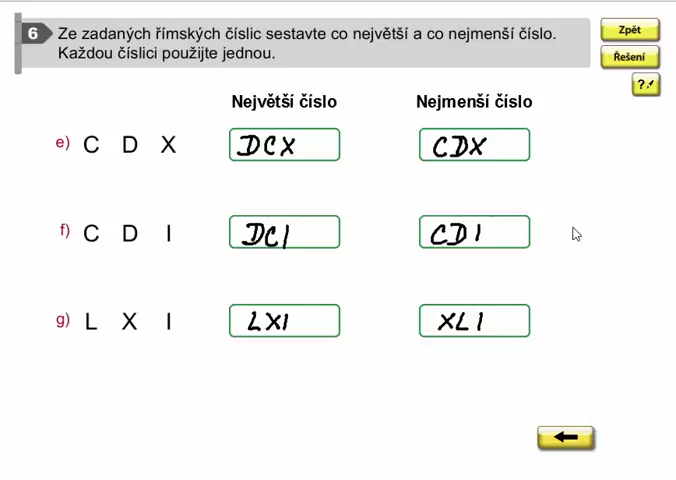 6 Ze zadaných římských číslic sestavte co největší a co nejmenší číslo.
Každou číslici použijte jednou.
Zpět
Řešení
?
Největší číslo Nejmenší číslo
e) C D X DCX CDX
f) C D I DCI CDI
g) L X I LXI XLI